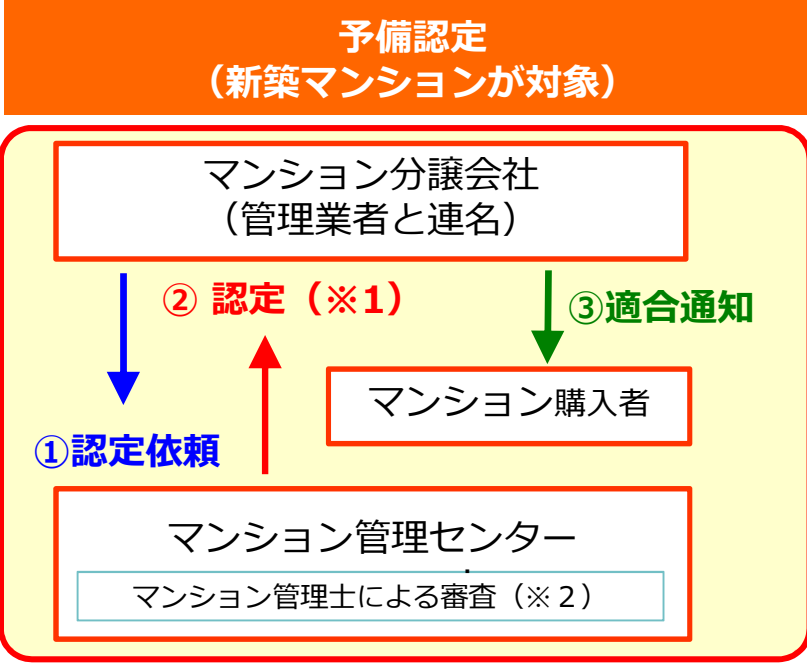 予備認定
（新築マンションが対象）
マンション分譲会社
（管理業者と連名）
② 認定（※1）
③適合通知
マンション購入者
①認定依頼
マンション管理センター
マンション管理士による審査（※２）